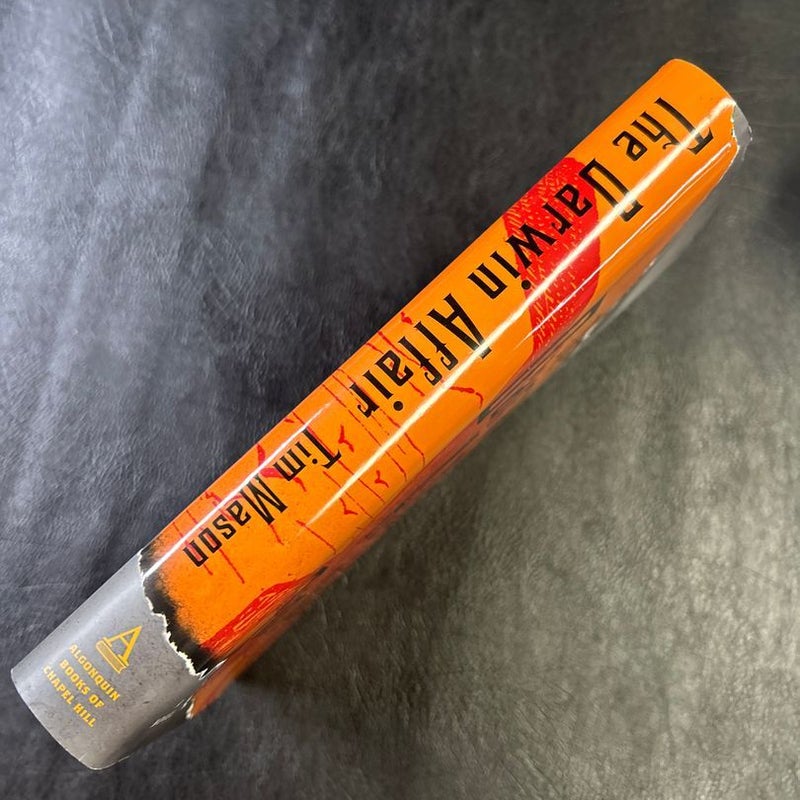 The Darwin Affair
Tim Mason
A
ALGONQUIN
BOOKS OF
CHAPEL HILL